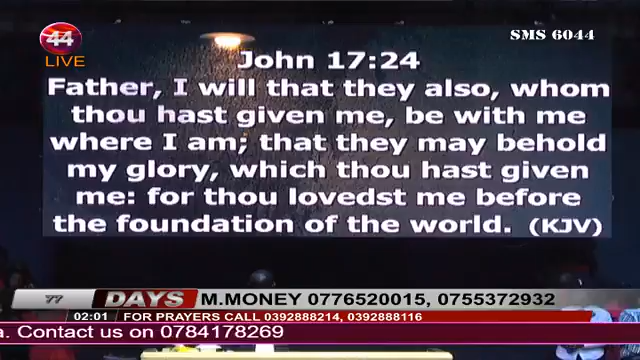 44
LIVE
SMS 6044
John 17:24
Father, I will that they also, whom
thou hast given me, be with me
where I am; that they may behold
my glory, which thou hast given
me: for thou lovedst me before
the foundation of the world. (KJV)
77 DAYS M.MONEY 0776520015, 0755372932
02:01 FOR PRAYERS CALL 0392888214, 0392888116
a. Contact us on 0784178269